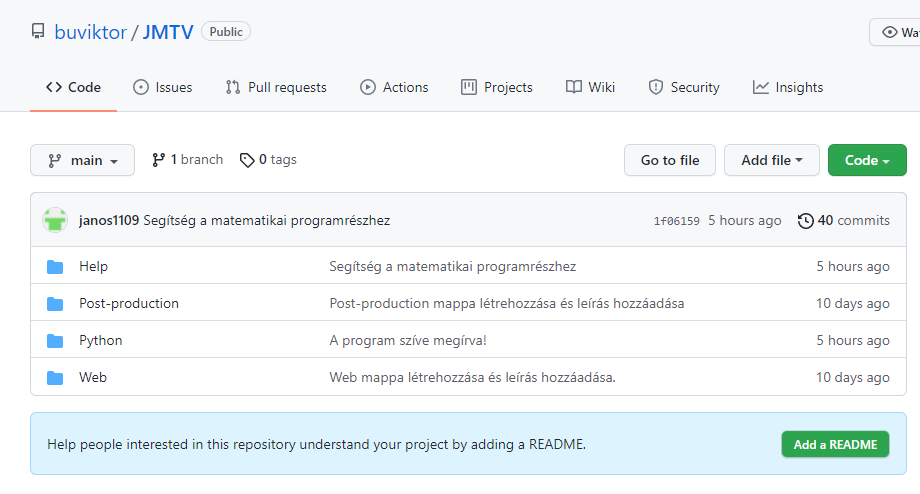 buviktor / JMTV Public
Code Issues Pull requests Actions Projects Wiki Security Insights
main 1 branch 0 tags Go to file Add file Code
janos1109 Segítség a matematikai programrészhez 1f06159 5 hours ago 40 commits
Help Segítség a matematikai programrészhez 5 hours ago
Post-production Post-production mappa létrehozzása és leírás hozzáadása 10 days ago
Python A program szíve megírva! 5 hours ago
Web Web mappa létrehozzása és leírás hozzáadása. 10 days ago
Help people interested in this repository understand your project by adding a README. Add a README